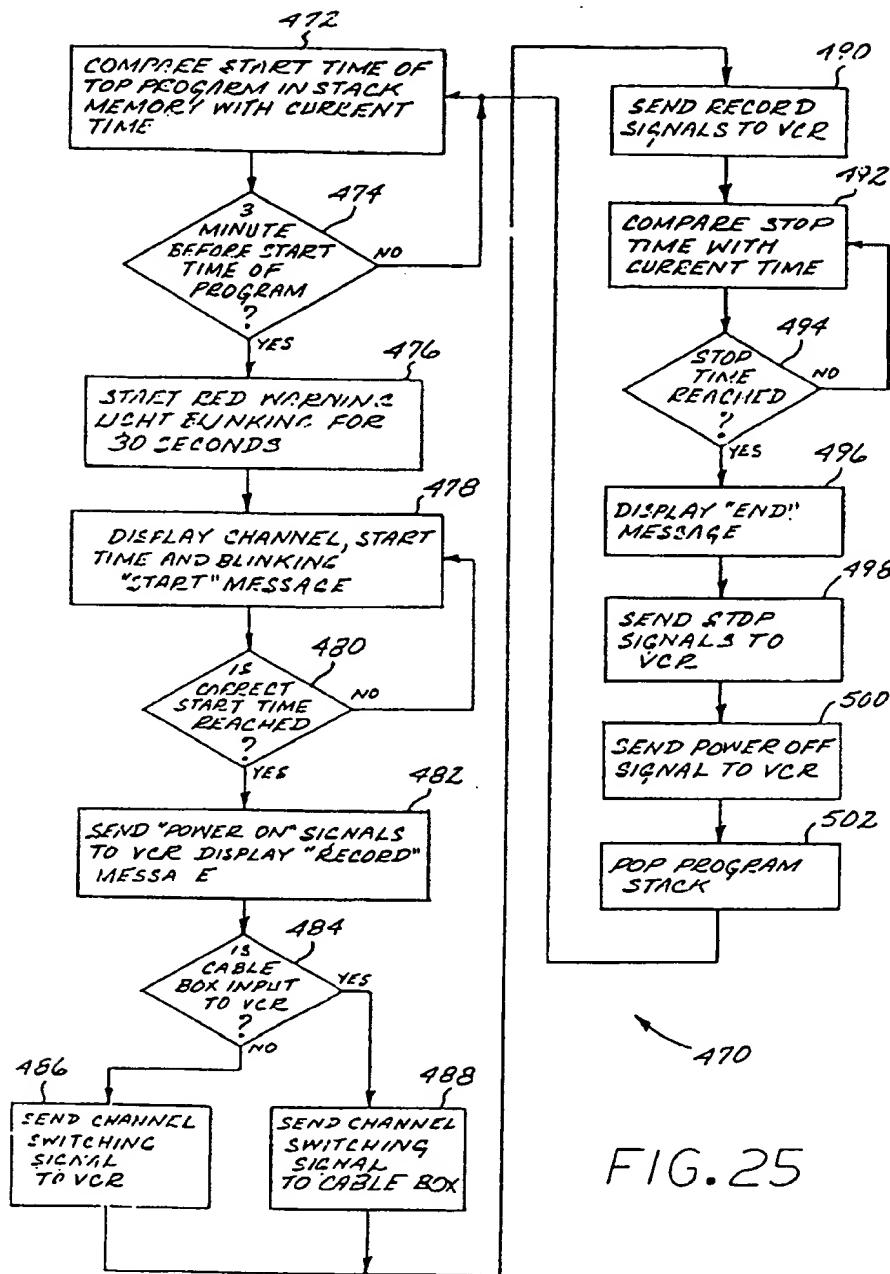 472
COMPARE START TIME OF
TOP PROGARM IN STACK
MEMORY WITH CURRENT
TIME
474
3
MINUTE
BEFORE START
TIME OF
PROGRAM
?
NO
YES
476
START RED WARNING
LIGHT BLINKING FOR
30 SECONDS
478
DISPLAY CHANNEL, START
TIME AND BLINKING
"START" MESSAGE
480
IS
CORRECT
START TIME
REACHED
?
NO
YES
482
SEND "POWER ON" SIGNALS
TO VCR DISPLAY "RECORD"
MESSA E
484
IS
CABLE
BOX INPUT
TO VCR
?
YES
NO
486
SEND CHANNEL
SWITCHING
SIGNAL
TO VCR
488
SEND CHANNEL
SWITCHING
SIGNAL
TO CABLE BOX
490
SEND RECORD
SIGNALS TO VCR
492
COMPARE STOP
TIME WITH
CURRENT TIME
494
STOP
TIME
REACHED
?
NO
YES
496
DISPLAY "END"
MESSAGE
498
SEND STOP
SIGNALS TO
VCR
500
SEND POWER OFF
SIGNAL TO VCR
502
POP PROGRAM
STACK
470
FIG. 25